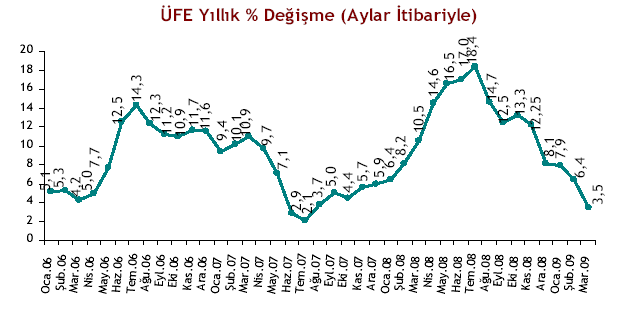 ÜFE Yıllık % Değişme (Aylar İtibariyle)
20
18
16
14
12
10
8
6
4
2
0
5,1
5,3
4,2
5,0
7,7
12,5
14,3
12,3
11,2
10,9
11,7
11,6
9,4
10,1
10,9
9,7
7,1
2,9
2,1
3,7
5,0
4,4
5,7
5,9
6,4
8,2
10,5
14,6
16,5
17,0
18,4
14,7
12,5
13,3
12,25
8,1
7,9
6,4
3,5
Oca.06
Şub.06
Mar.06
Nis.06
May.06
Haz.06
Tem.06
Ağu.06
Eyl.06
Eki.06
Kas.06
Ara.06
Oca.07
Şub.07
Mar.07
Nis.07
May.07
Haz.07
Tem.07
Ağu.07
Eyl.07
Eki.07
Kas.07
Ara.07
Oca.08
Şub.08
Mar.08
Nis.08
May.08
Haz.08
Tem.08
Ağu.08
Eyl.08
Eki.08
Kas.08
Ara.08
Oca.09
Şub.09
Mar.09